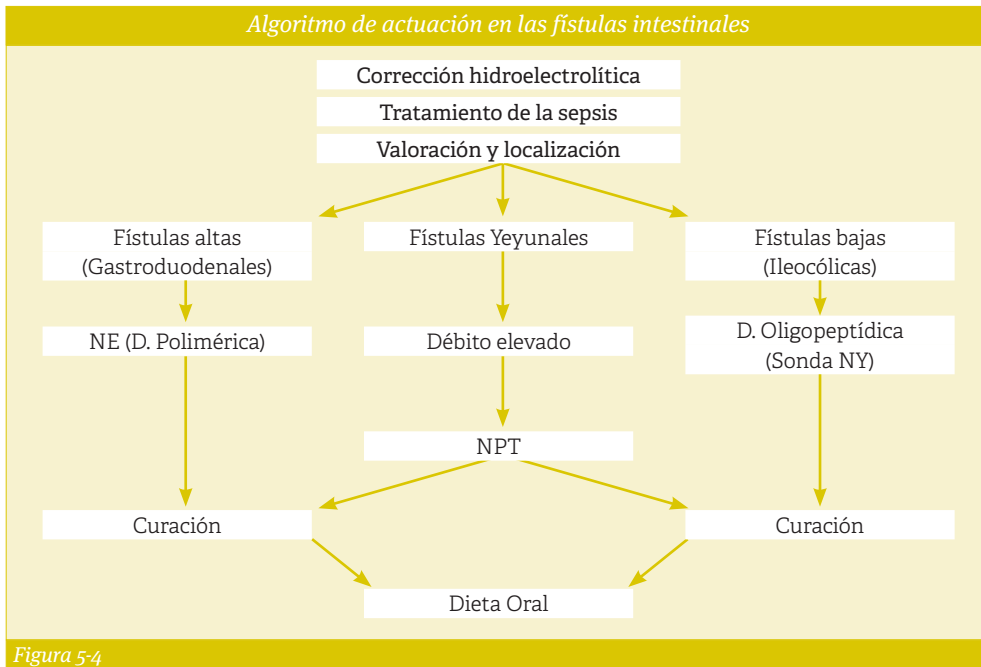 Algoritmo de actuación en las fístulas intestinales
Corrección hidroelectrolítica
Tratamiento de la sepsis
Valoración y localización
Fístulas altas
(Gastroduodenales)
Fístulas Yeyunales
Fístulas bajas
(Ileocólicas)
NE (D. Polimérica)
Débito elevado
D. Oligopeptídica
(Sonda NY)
NPT
Curación
Curación
Dieta Oral
Figura 5-4